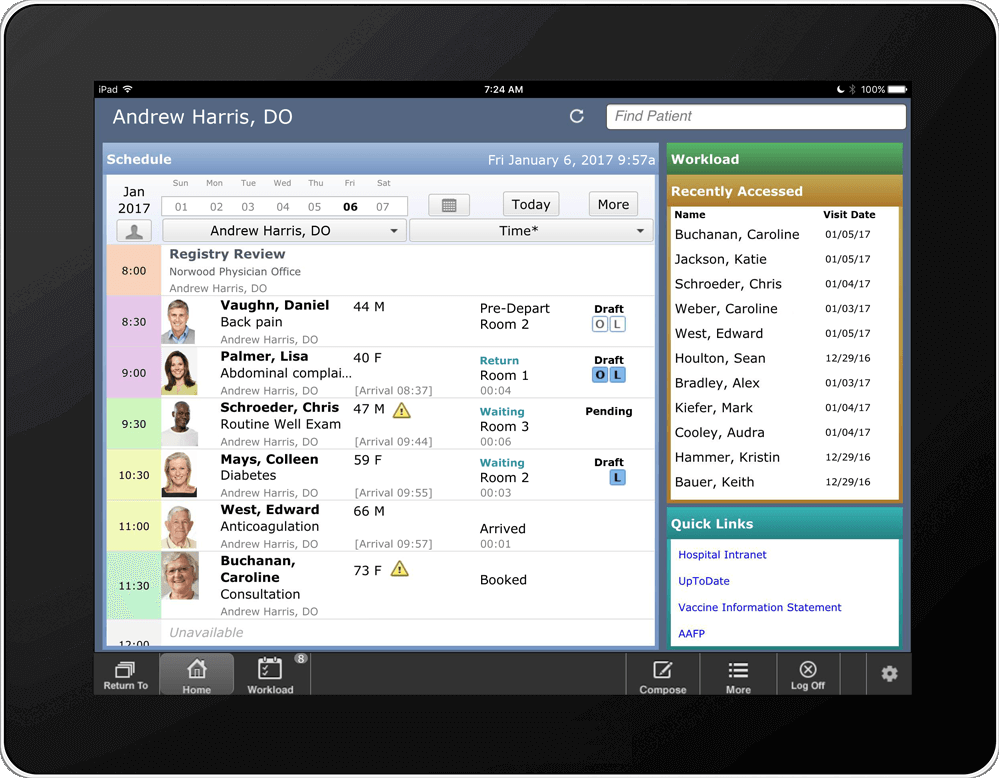 iPad 7:24 AM 100%
Andrew Harris, DO Find Patient
Schedule Fri January 6, 2017 9:57a
Jan
2017
Sun Mon Tue Wed Thu Fri Sat
01 02 03 04 05 06 07
Today More
Andrew Harris, DO Time*
8:00
Registry Review
Norwood Physician Office
Andrew Harris, DO
8:30
Vaughn, Daniel 44 M
Back pain
Andrew Harris, DO
Pre-Depart
Room 2
Draft
O L
9:00
Palmer, Lisa 40 F
Abdominal complai...
Andrew Harris, DO [Arrival 08:37]
Return
Room 1
00:04
Draft
O L
9:30
Schroeder, Chris 47 M
Routine Well Exam
Andrew Harris, DO [Arrival 09:44]
Waiting
Room 3
00:06
Pending
10:30
Mays, Colleen 59 F
Diabetes
Andrew Harris, DO [Arrival 09:55]
Waiting
Room 2
00:03
Draft
L
11:00
West, Edward 66 M
Anticoagulation
Andrew Harris, DO [Arrival 09:57]
Arrived
00:01
11:30
Buchanan,
Caroline 73 F
Consultation
Andrew Harris, DO
Booked
12:00
Unavailable
Workload
Recently Accessed
Name Visit Date
Buchanan, Caroline 01/05/17
Jackson, Katie 01/05/17
Schroeder, Chris 01/04/17
Weber, Caroline 01/03/17
West, Edward 01/05/17
Houlton, Sean 12/29/16
Bradley, Alex 01/03/17
Kiefer, Mark 01/04/17
Cooley, Audra 01/04/17
Hammer, Kristin 12/29/16
Bauer, Keith 12/29/16
Quick Links
Hospital Intranet
UpToDate
Vaccine Information Statement
AAFP
Return To Home Workload 8 Compose More Log Off